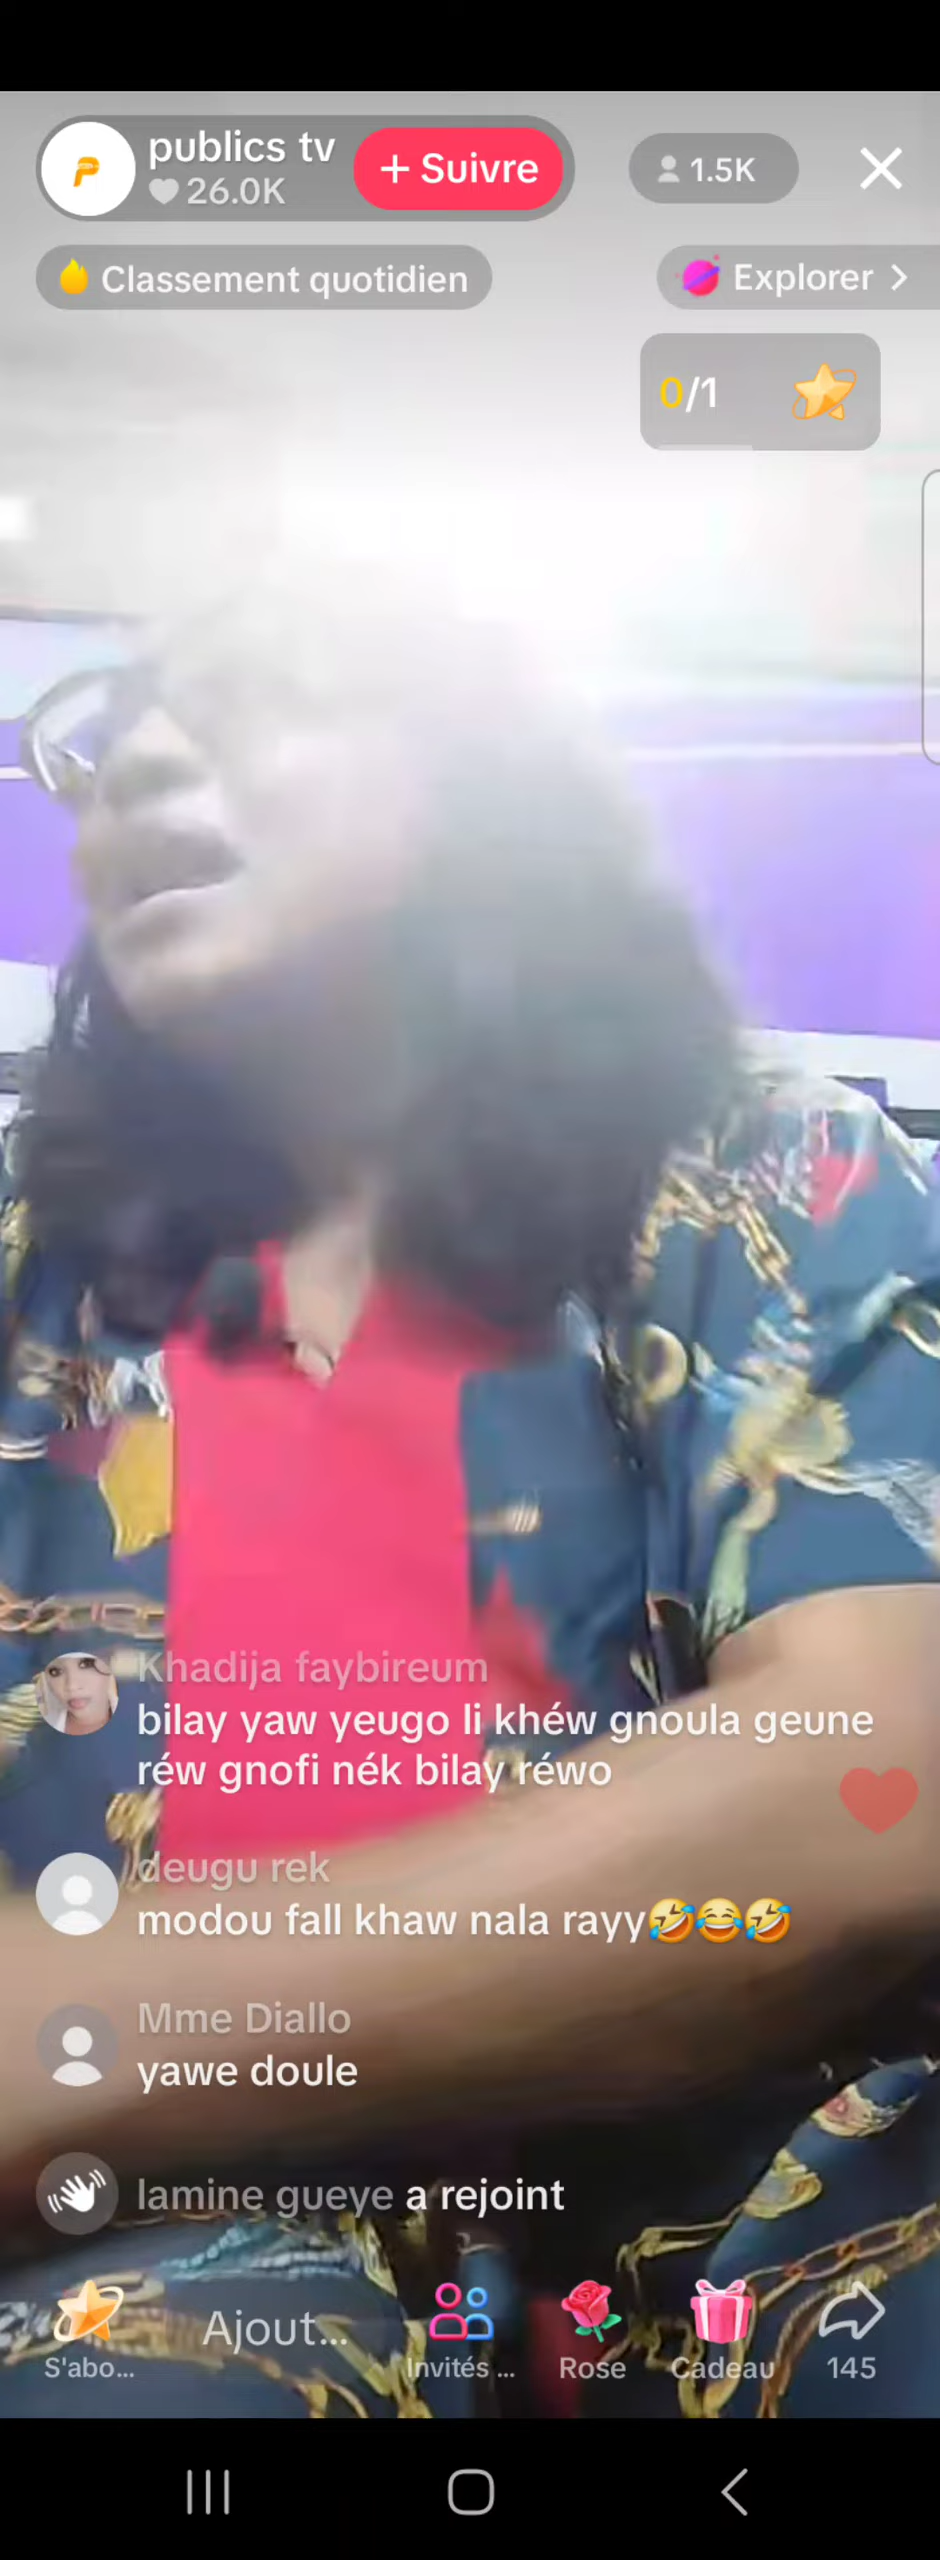 publics tv
26.0K
+ Suivre
1.5K
Classement quotidien
Explorer >
0/1
Khadija faybireum
bilay yaw yeugo li khéw gnoula geune
réw gnofi nék bilay réwo
deugu rek
modou fall khaw nala rayy🤣😂🤣
Mme Diallo
yawe doule
lamine gueye a rejoint
Ajout...
S'abo...
Invités ...
Rose
Cadeau
145